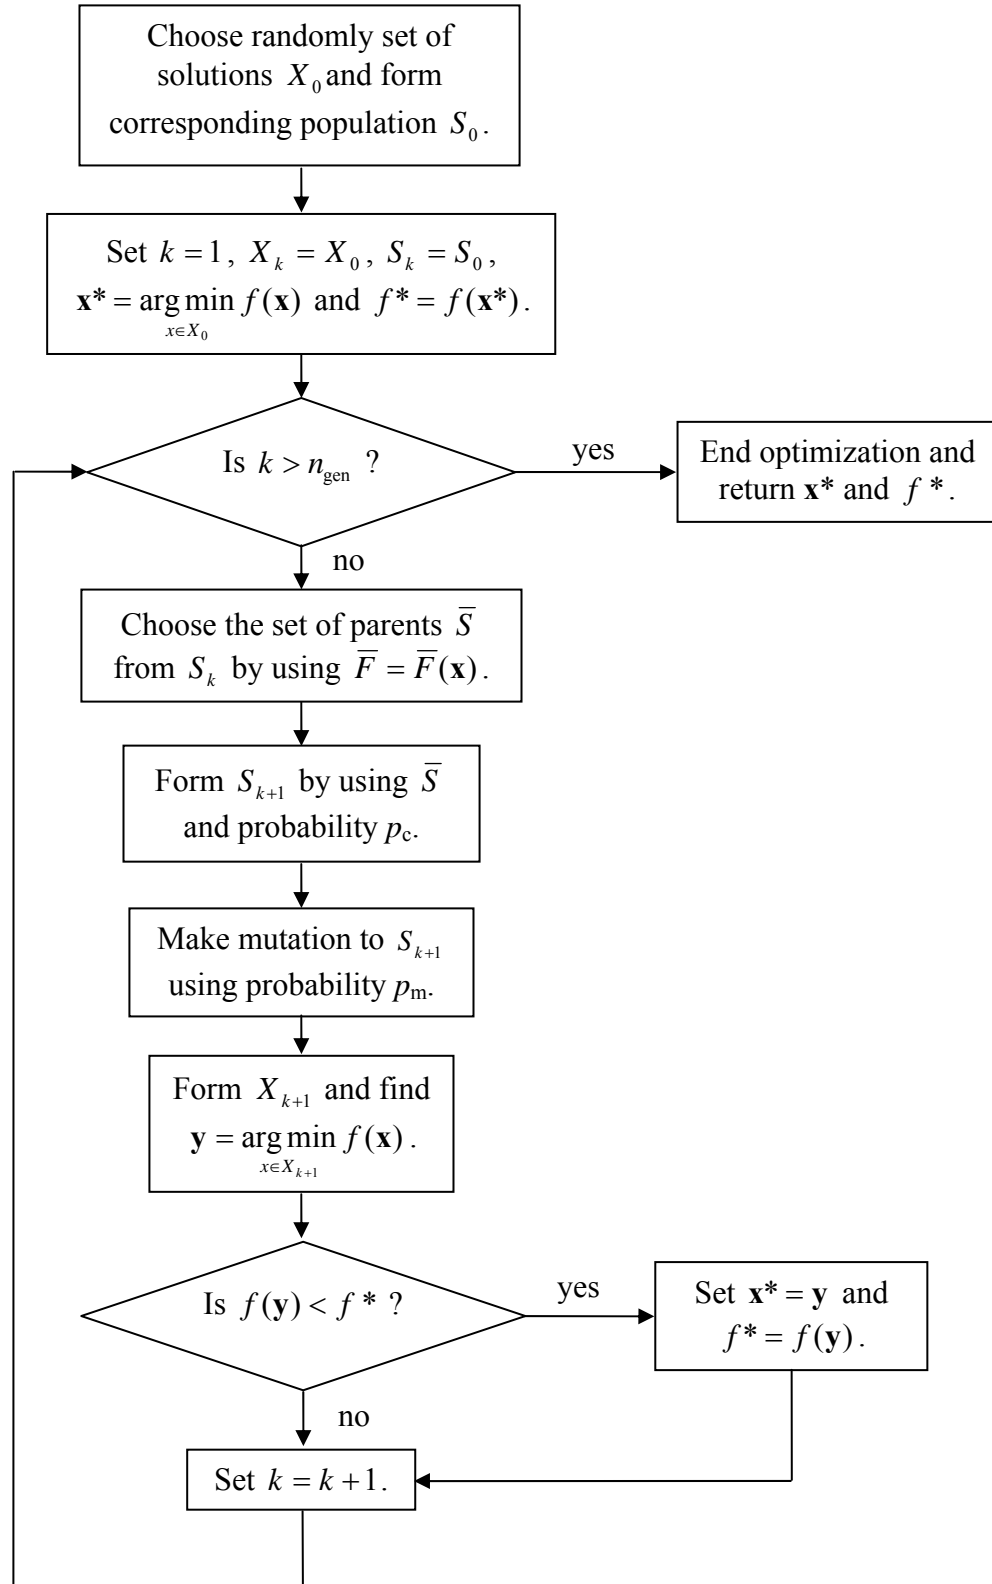 Choose randomly set of
solutions X₀ and form
corresponding population S₀.
Set k = 1, Xₖ = X₀, Sₖ = S₀,
x* = arg min f(x) and f* = f(x*).
x∈X₀
Is k > n_gen ?
yes
End optimization and
return x* and f*.
no
Choose the set of parents S̅
from Sₖ by using F̅ = F̅(x).
Form Sₖ₊₁ by using S̅
and probability p_c.
Make mutation to Sₖ₊₁
using probability p_m.
Form Xₖ₊₁ and find
y = arg min f(x).
x∈Xₖ₊₁
Is f(y) < f* ?
yes
Set x* = y and
f* = f(y).
no
Set k = k + 1.